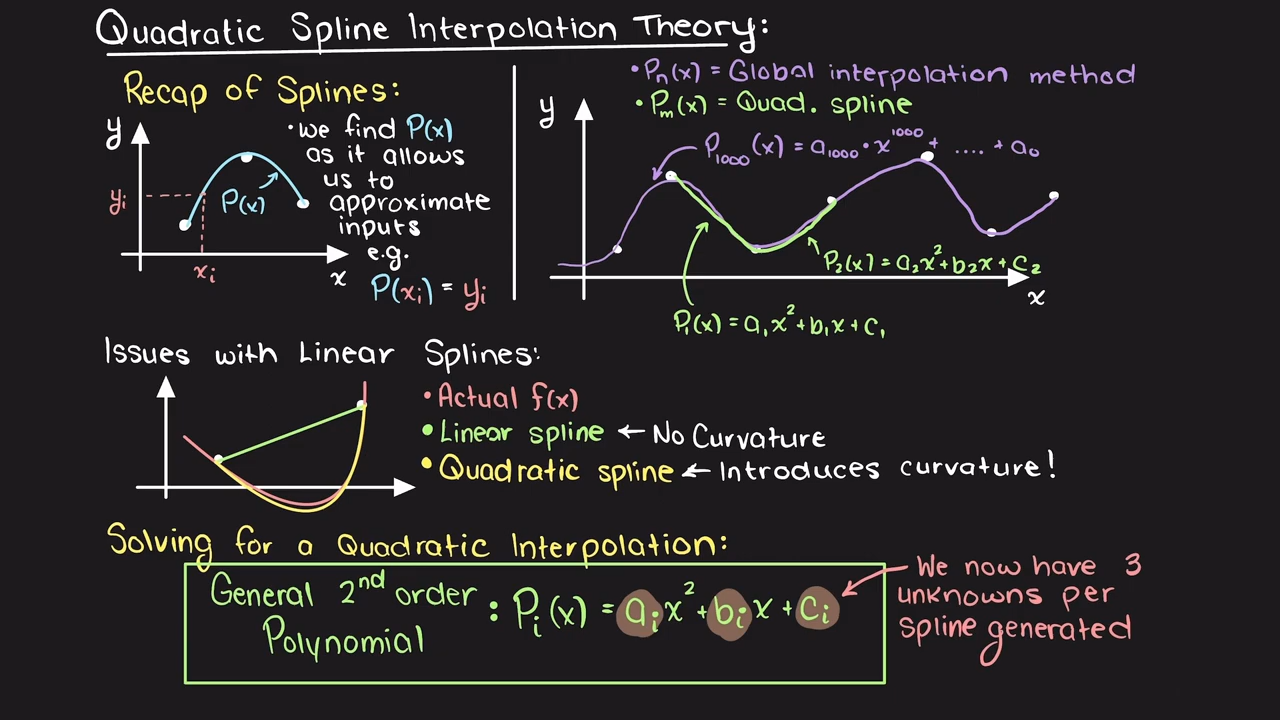 Quadratic Spline Interpolation Theory:
Recap of Splines:
y
yᵢ
P(x)
xᵢ
x
• we find P(x)
as it allows
us to
approximate
inputs
e.g.
P(xᵢ) = yᵢ
• Pₙ(x) = Global interpolation method
• Pₘ(x) = Quad. spline
y
P₁₀₀₀(x) = a₁₀₀₀ • x¹⁰⁰⁰ + .... + a₀
P₂(x) = a₂x² + b₂x + c₂
x
P₁(x) = a₁x² + b₁x + c₁
Issues with Linear Splines:
• Actual f(x)
• Linear spline ← No Curvature
• Quadratic spline ← Introduces curvature!
Solving for a Quadratic Interpolation:
General 2nd order
Polynomial
: Pᵢ(x) = aᵢx² + bᵢx + cᵢ
We now have 3
unknowns per
spline generated